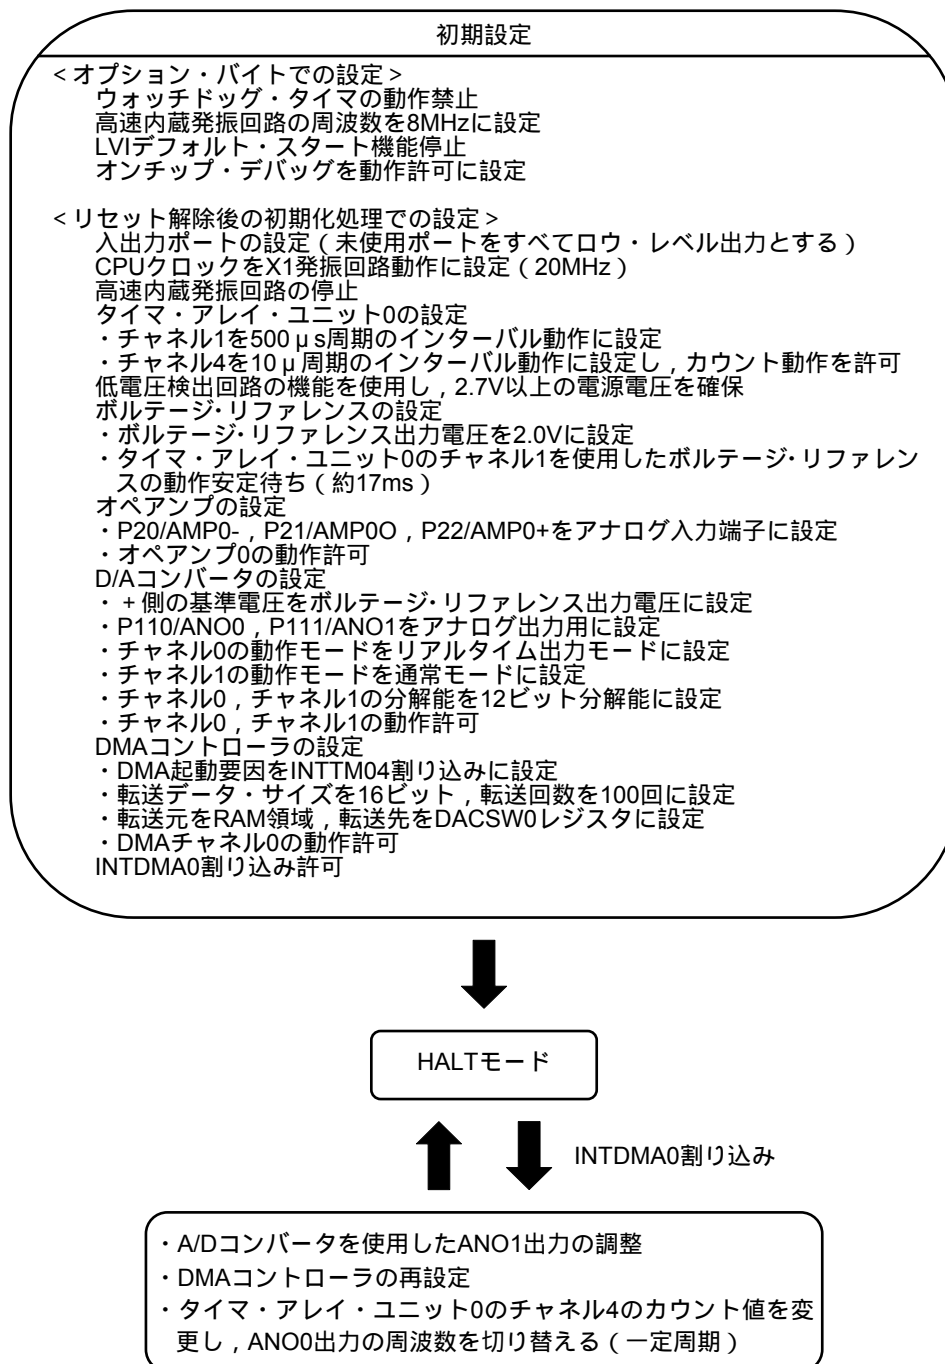 初期設定
<オプション・バイトでの設定>
ウォッチドッグ・タイマの動作禁止
高速内蔵発振回路の周波数を8MHzに設定
LVIデフォルト・スタート機能停止
オンチップ・デバッグを動作許可に設定
<リセット解除後の初期化処理での設定>
入出力ポートの設定(未使用ポートをすべてロウ・レベル出力とする)
CPUクロックをX1発振回路動作に設定(20MHz)
高速内蔵発振回路の停止
タイマ・アレイ・ユニット0の設定
・チャネル1を500μs周期のインターバル動作に設定
・チャネル4を10μ周期のインターバル動作に設定し,カウント動作を許可
低電圧検出回路の機能を使用し,2.7V以上の電源電圧を確保
ボルテージ・リファレンスの設定
・ボルテージ・リファレンス出力電圧を2.0Vに設定
・タイマ・アレイ・ユニット0のチャネル1を使用したボルテージ・リファレン
スの動作安定待ち(約17ms)
オペアンプの設定
・P20/AMP0-,P21/AMP0O,P22/AMP0+をアナログ入力端子に設定
・オペアンプ0の動作許可
D/Aコンバータの設定
・+側の基準電圧をボルテージ・リファレンス出力電圧に設定
・P110/ANO0,P111/ANO1をアナログ出力用に設定
・チャネル0の動作モードをリアルタイム出力モードに設定
・チャネル1の動作モードを通常モードに設定
・チャネル0,チャネル1の分解能を12ビット分解能に設定
・チャネル0,チャネル1の動作許可
DMAコントローラの設定
・DMA起動要因をINTTM04割り込みに設定
・転送データ・サイズを16ビット,転送回数を100回に設定
・転送元をRAM領域,転送先をDACSW0レジスタに設定
・DMAチャネル0の動作許可
INTDMA0割り込み許可
HALTモード
INTDMA0割り込み
・A/Dコンバータを使用したANO1出力の調整
・DMAコントローラの再設定
・タイマ・アレイ・ユニット0のチャネル4のカウント値を変
更し,ANO0出力の周波数を切り替える(一定周期)